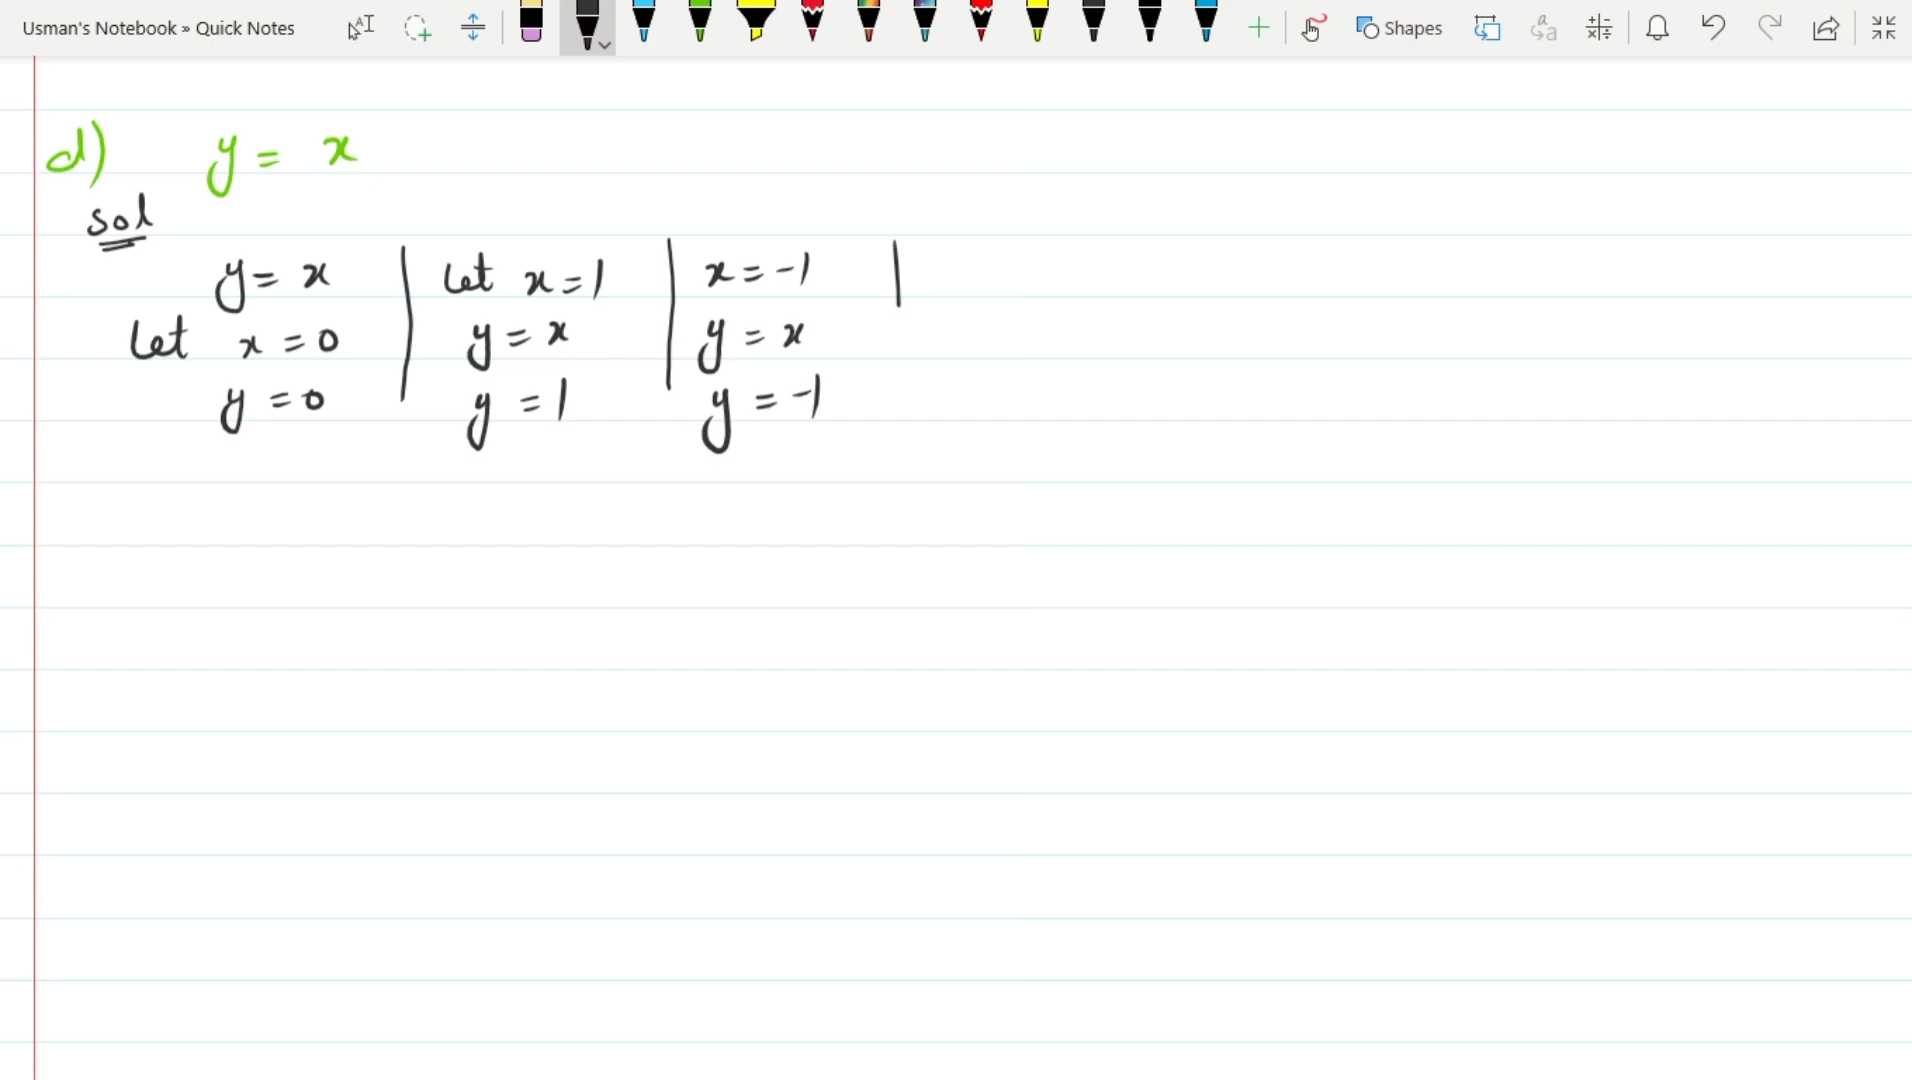 Usman's Notebook » Quick Notes
Shapes
d) y = x
sol
y = x | let x = 1 | x = -1 |
let x = 0 | y = x | y = x
y = 0 y = 1 y = -1